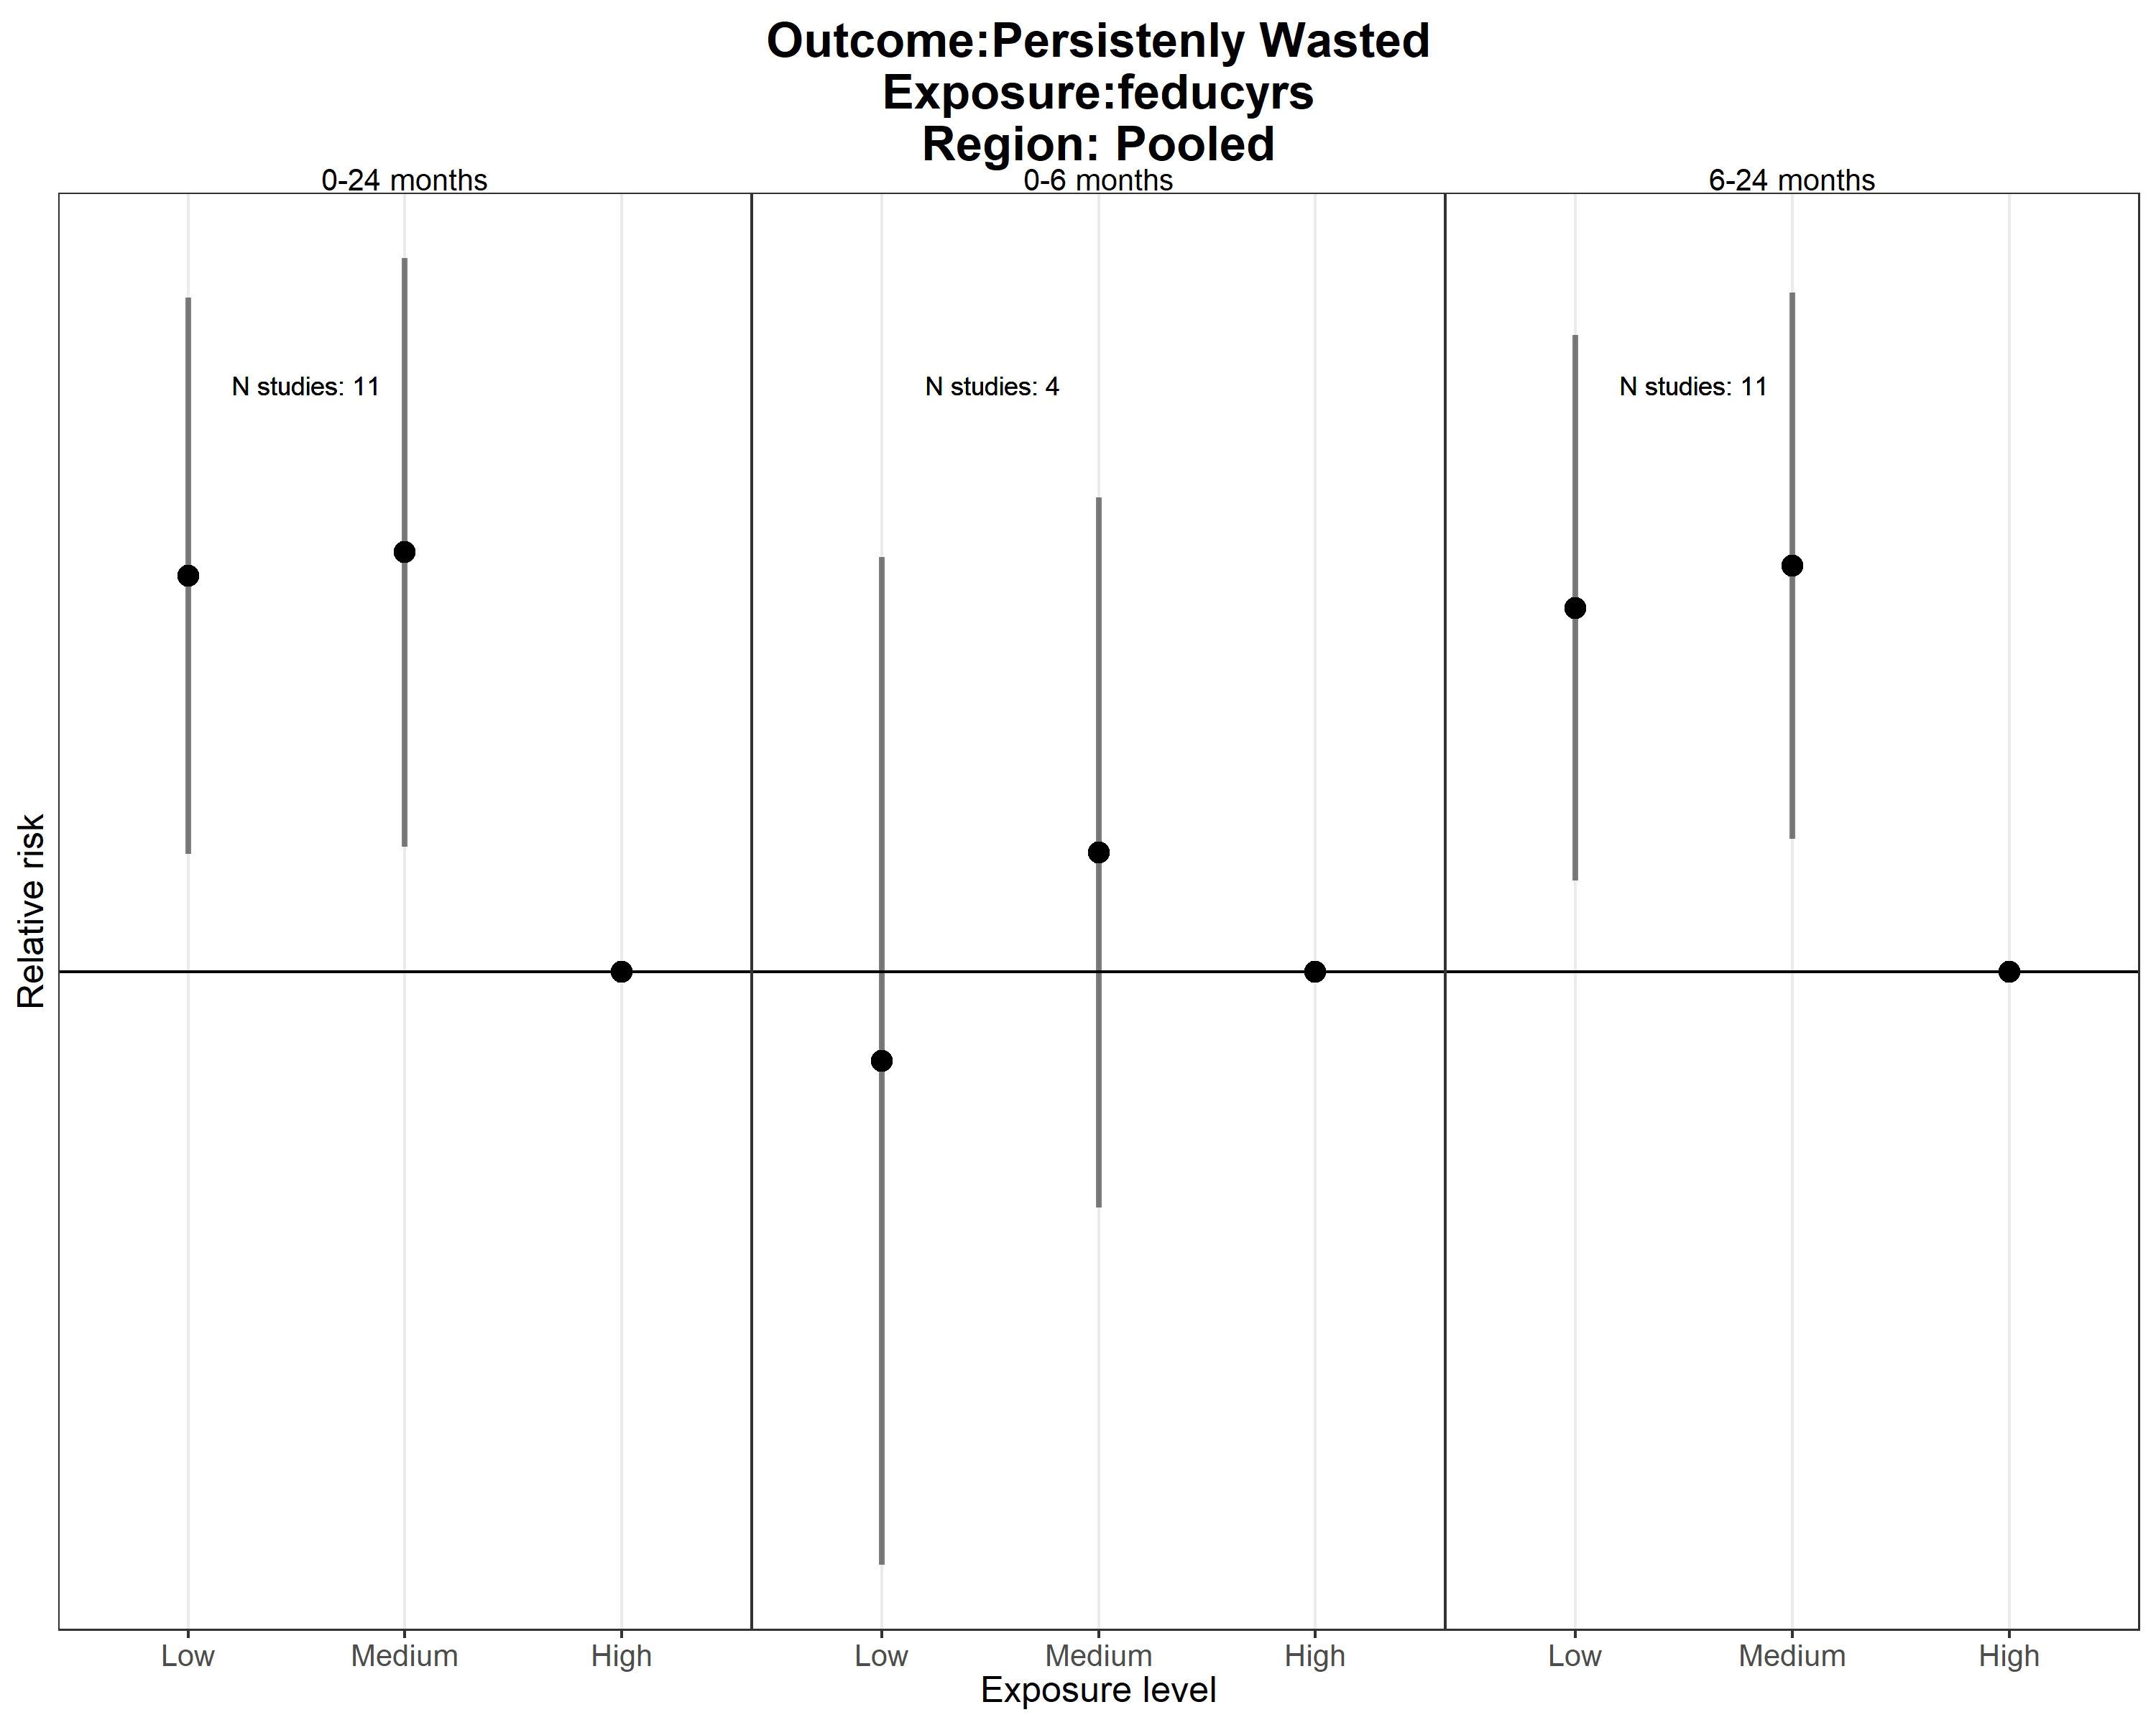 Outcome:Persistenly Wasted
Exposure:feducyrs
Region: Pooled
0-24 months
0-6 months
6-24 months
N studies: 11
N studies: 4
N studies: 11
Relative risk
Low
Medium
High
Low
Medium
High
Low
Medium
High
Exposure level